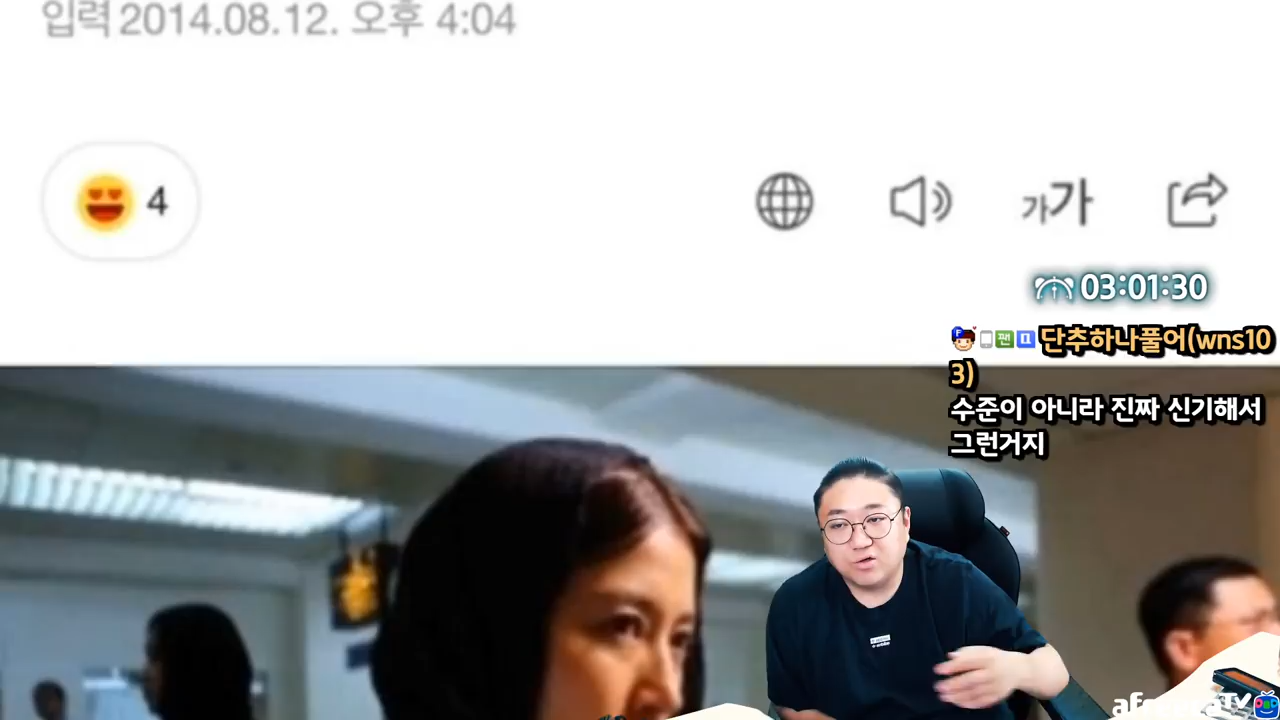 입력 2014.08.12. 오후 4:04
4
가가
03:01:30
팬 단추하나풀어(wns10
3)
수준이 아니라 진짜 신기해서
그런거지
afreecaTV